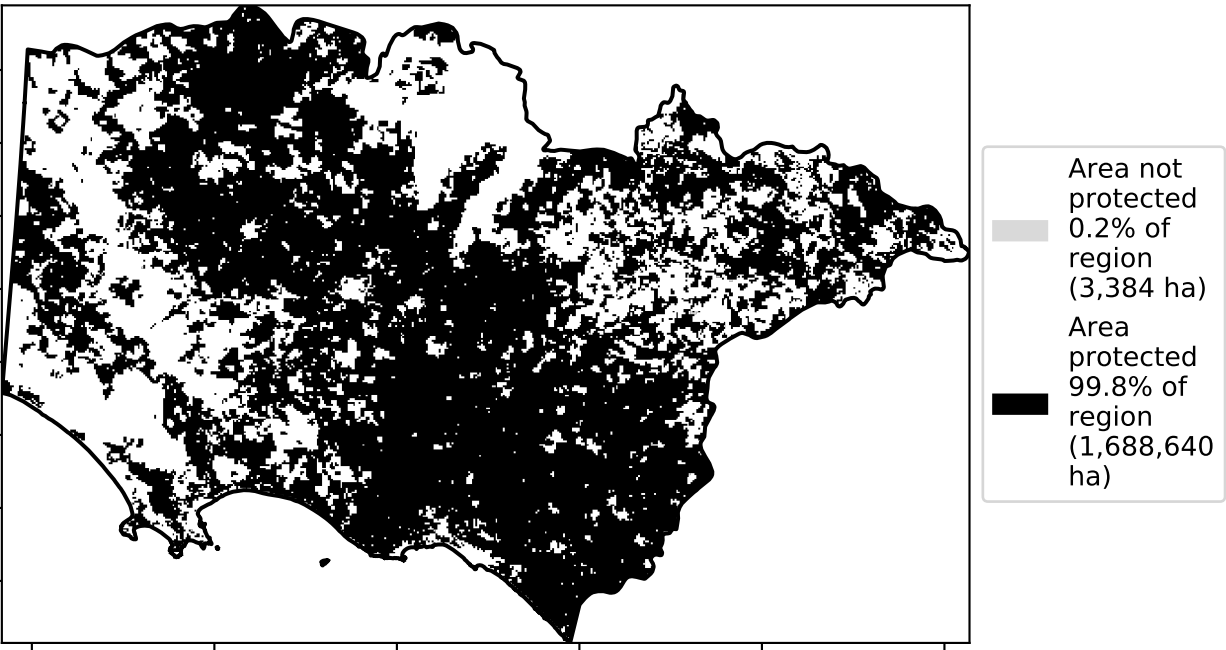 Area not
protected
0.2% of
region
(3,384 ha)
Area
protected
99.8% of
region
(1,688,640
ha)